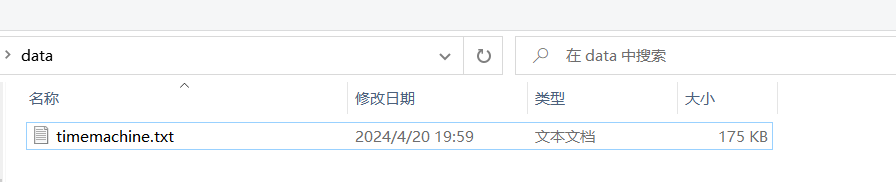 data
在 data 中搜索
名称 修改日期 类型 大小
timemachine.txt 2024/4/20 19:59 文本文档 175 KB